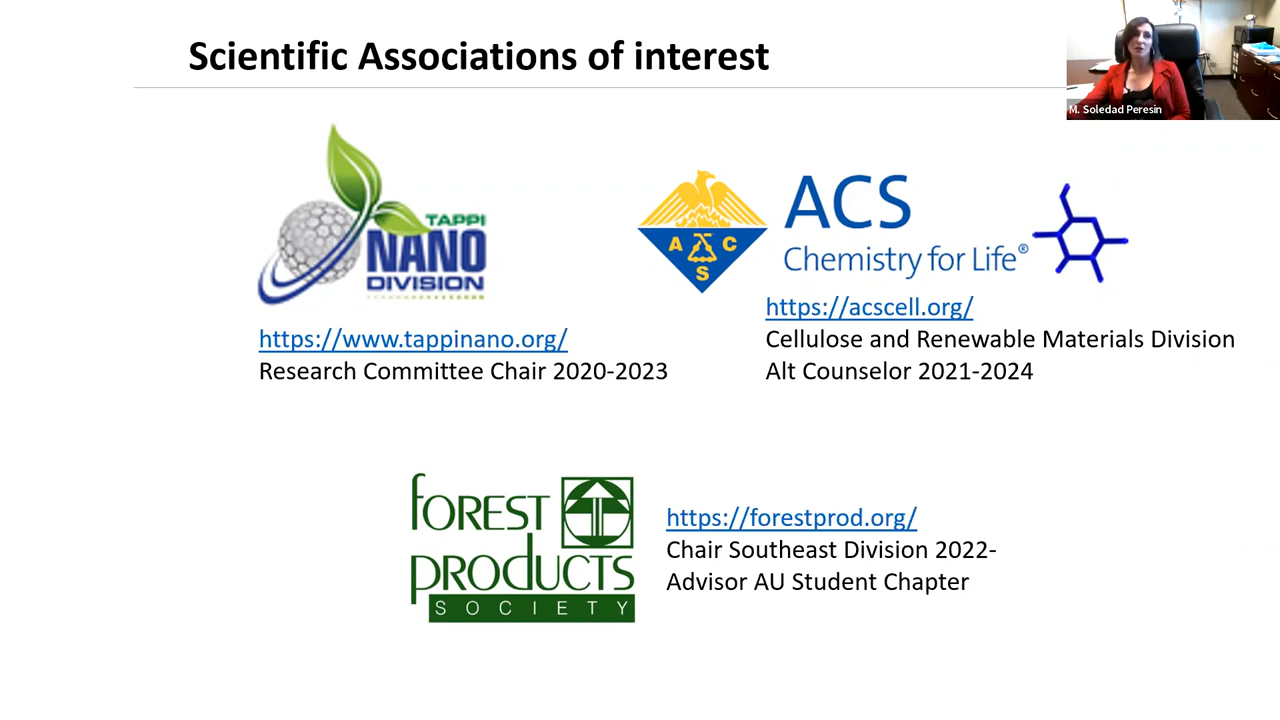 Scientific Associations of interest
M. Soledad Peresin
TAPPI
NANO
DIVISION
https://www.tappinano.org/
Research Committee Chair 2020-2023
A C
S
ACS
Chemistry for Life®
https://acscell.org/
Cellulose and Renewable Materials Division
Alt Counselor 2021-2024
fOREST
PRODUCTS
SOCIETY
https://forestprod.org/
Chair Southeast Division 2022-
Advisor AU Student Chapter